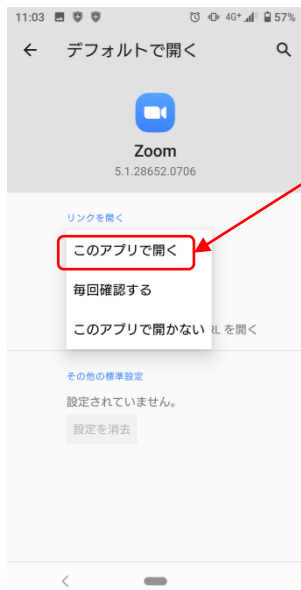 11:03 4G+ 57%
デフォルトで開く
Zoom
5.1.28652.0706
リンクを開く
このアプリで開く
毎回確認する
このアプリで開かない RL を開く
その他の標準設定
設定されていません。
設定を消去